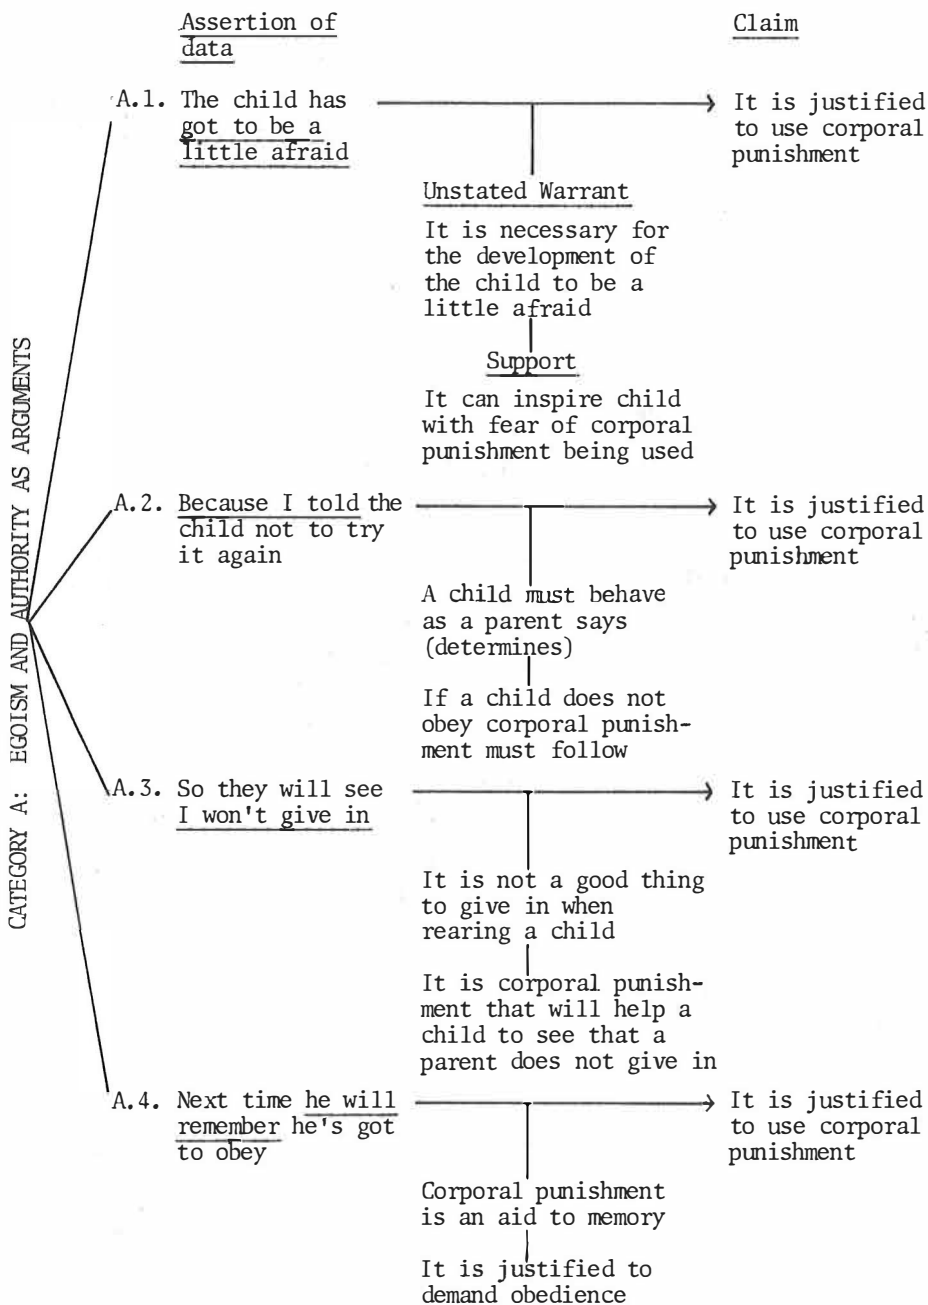 Assertion of
data
Claim
CATEGORY A: EGOISM AND AUTHORITY AS ARGUMENTS
A.1. The child has
got to be a
little afraid
It is justified
to use corporal
punishment
Unstated Warrant
It is necessary for
the development of
the child to be a
little afraid
Support
It can inspire child
with fear of corporal
punishment being used
A.2. Because I told the
child not to try
it again
It is justified
to use corporal
punishment
A child must behave
as a parent says
(determines)
If a child does not
obey corporal punish-
ment must follow
A.3. So they will see
I won't give in
It is justified
to use corporal
punishment
It is not a good thing
to give in when
rearing a child
It is corporal punish-
ment that will help a
child to see that a
parent does not give in
A.4. Next time he will
remember he's got
to obey
It is justified
to use corporal
punishment
Corporal punishment
is an aid to memory
It is justified to
demand obedience